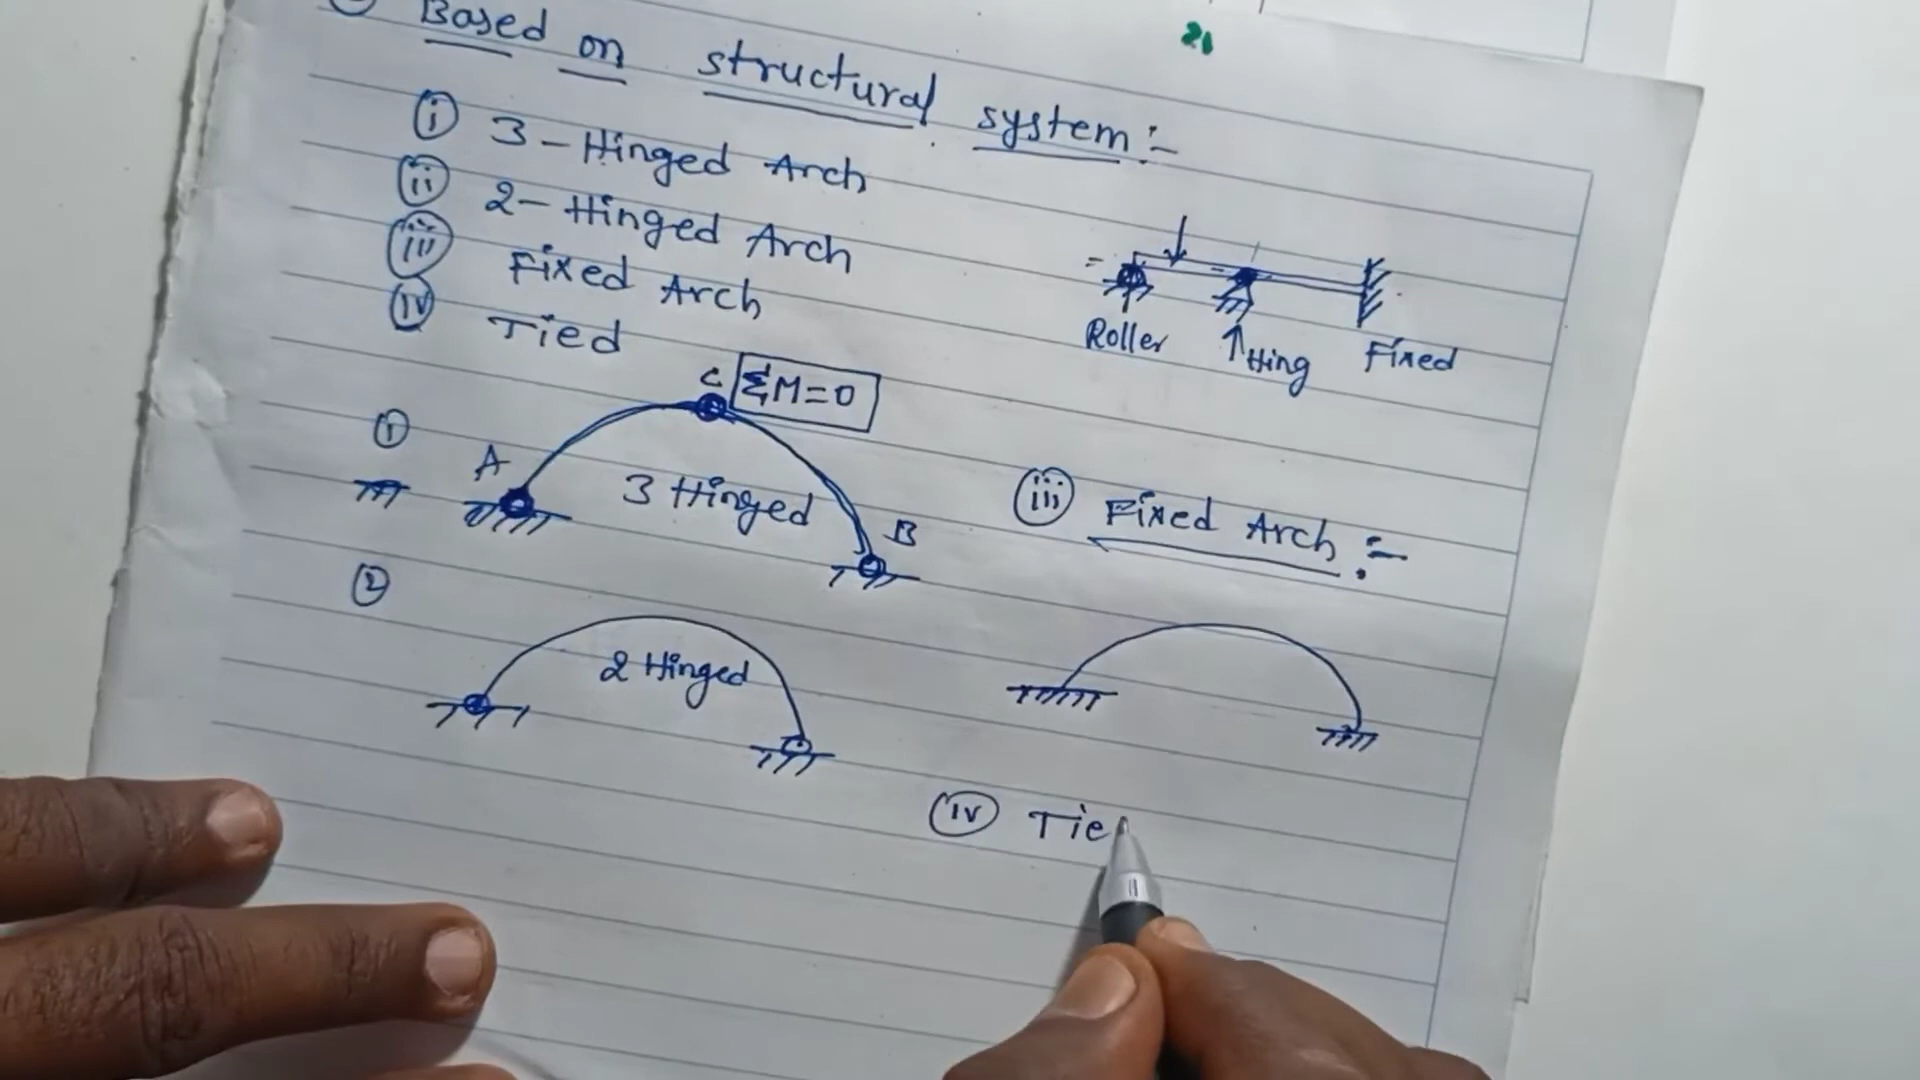 Based on structural system :-
(i) 3-Hinged Arch
(ii) 2-Hinged Arch
(iii) Fixed Arch
(iv) Tied
Roller Hing Fixed
C ΣM=0
(1)
A
3 Hinged
B
(2)
2 Hinged
(iii) Fixed Arch :-
(iv) Tie